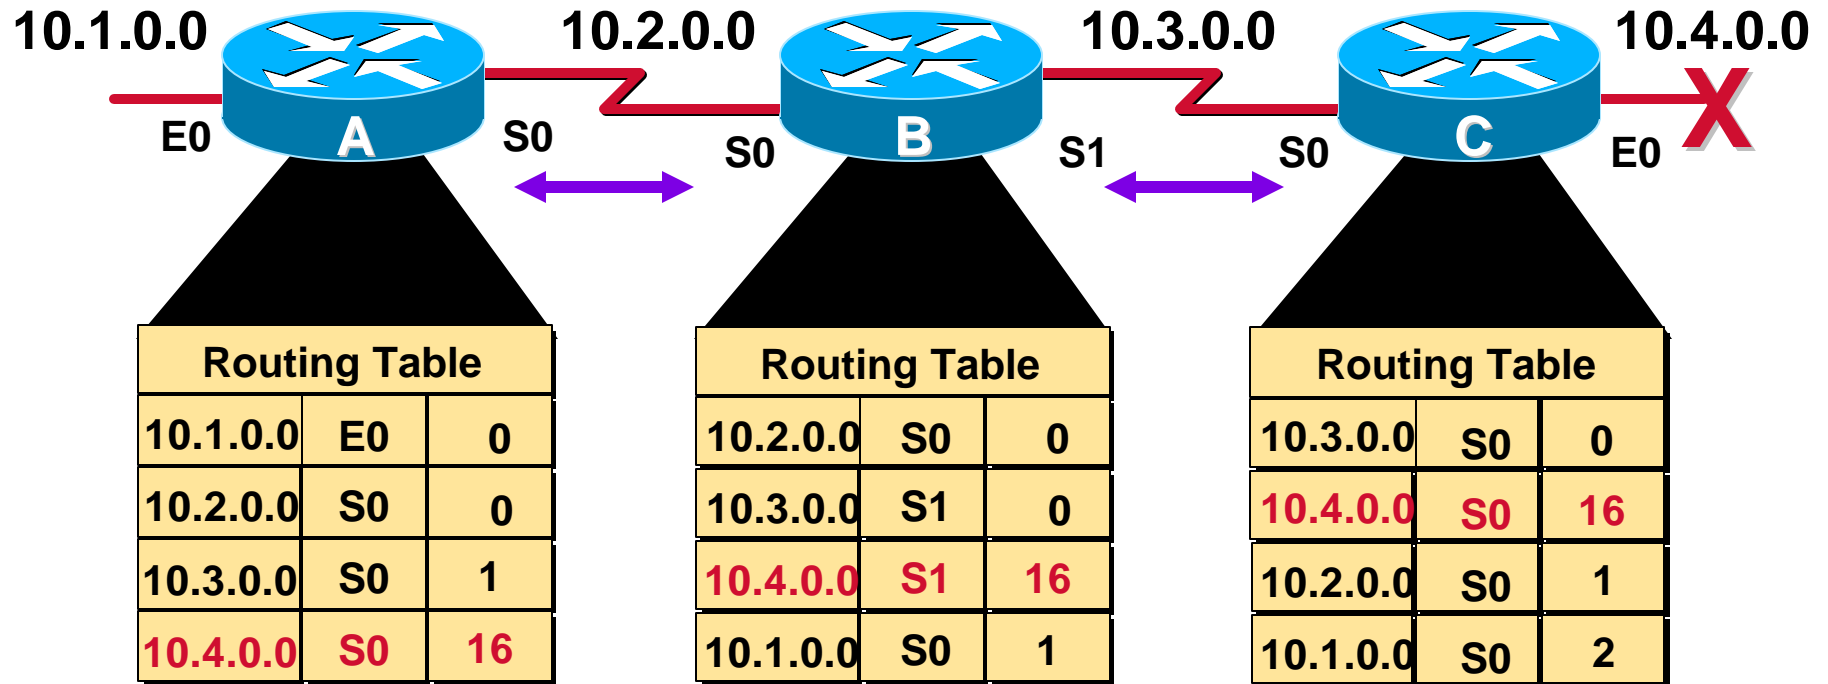 10.1.0.0 10.2.0.0 10.3.0.0 10.4.0.0
E0 A S0 S0 B S1 S0 C E0
X
Routing Table
10.1.0.0 E0 0
10.2.0.0 S0 0
10.3.0.0 S0 1
10.4.0.0 S0 16
Routing Table
10.2.0.0 S0 0
10.3.0.0 S1 0
10.4.0.0 S1 16
10.1.0.0 S0 1
Routing Table
10.3.0.0 S0 0
10.4.0.0 S0 16
10.2.0.0 S0 1
10.1.0.0 S0 2